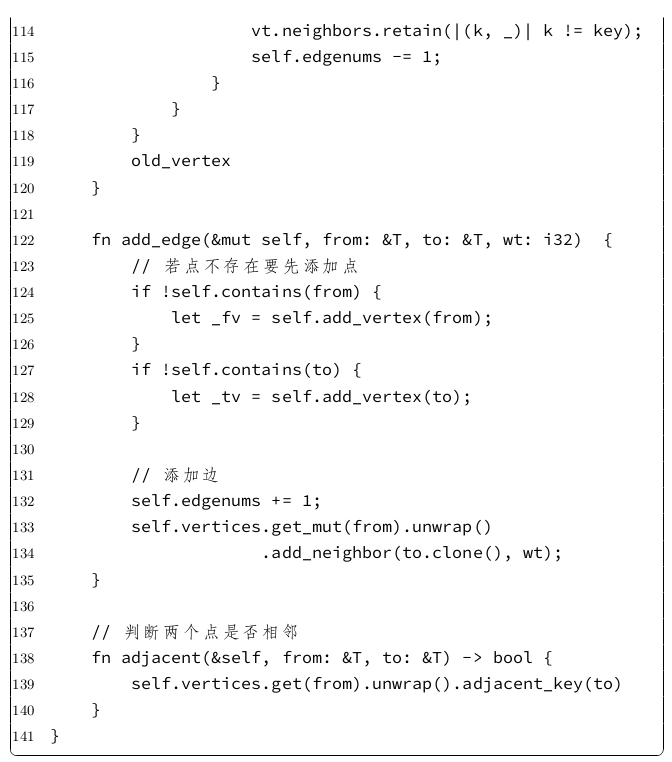 114                     vt.neighbors.retain(|(k, _)| k != key);
115                     self.edgenums -= 1;
116                 }
117             }
118         }
119         old_vertex
120     }
121
122     fn add_edge(&mut self, from: &T, to: &T, wt: i32)  {
123         // 若点不存在要先添加点
124         if !self.contains(from) {
125             let _fv = self.add_vertex(from);
126         }
127         if !self.contains(to) {
128             let _tv = self.add_vertex(to);
129         }
130
131         // 添加边
132         self.edgenums += 1;
133         self.vertices.get_mut(from).unwrap()
134                      .add_neighbor(to.clone(), wt);
135     }
136
137     // 判断两个点是否相邻
138     fn adjacent(&self, from: &T, to: &T) -> bool {
139         self.vertices.get(from).unwrap().adjacent_key(to)
140     }
141 }